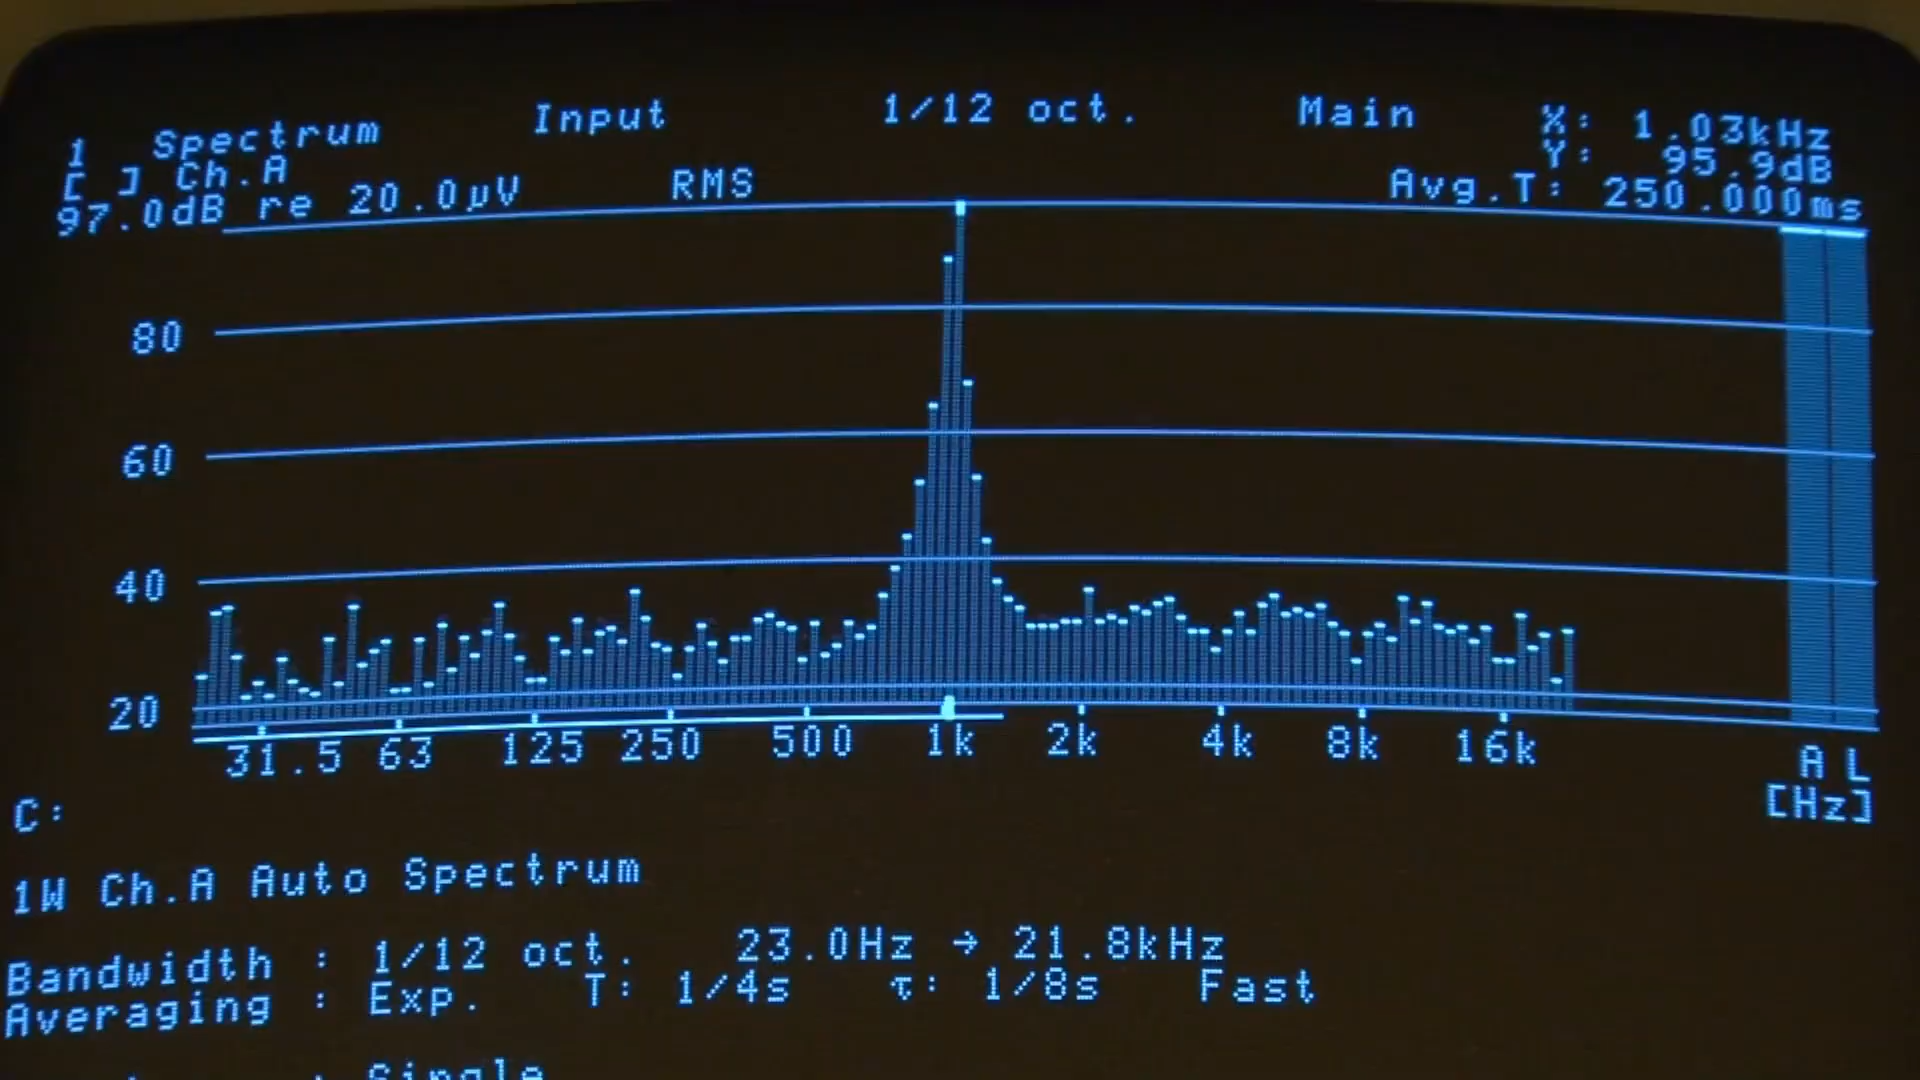 1 Spectrum Input 1/12 oct. Main X: 1.03kHz
[ ] Ch.A Y: 95.9dB
97.0dB re 20.0µV RMS Avg.T: 250.000ms
80
60
40
20
31.5 63 125 250 500 1k 2k 4k 8k 16k A L
[Hz]
C:
1W Ch.A Auto Spectrum
Bandwidth : 1/12 oct. 23.0Hz → 21.8kHz
Averaging : Exp. T: 1/4s τ: 1/8s Fast
: Single